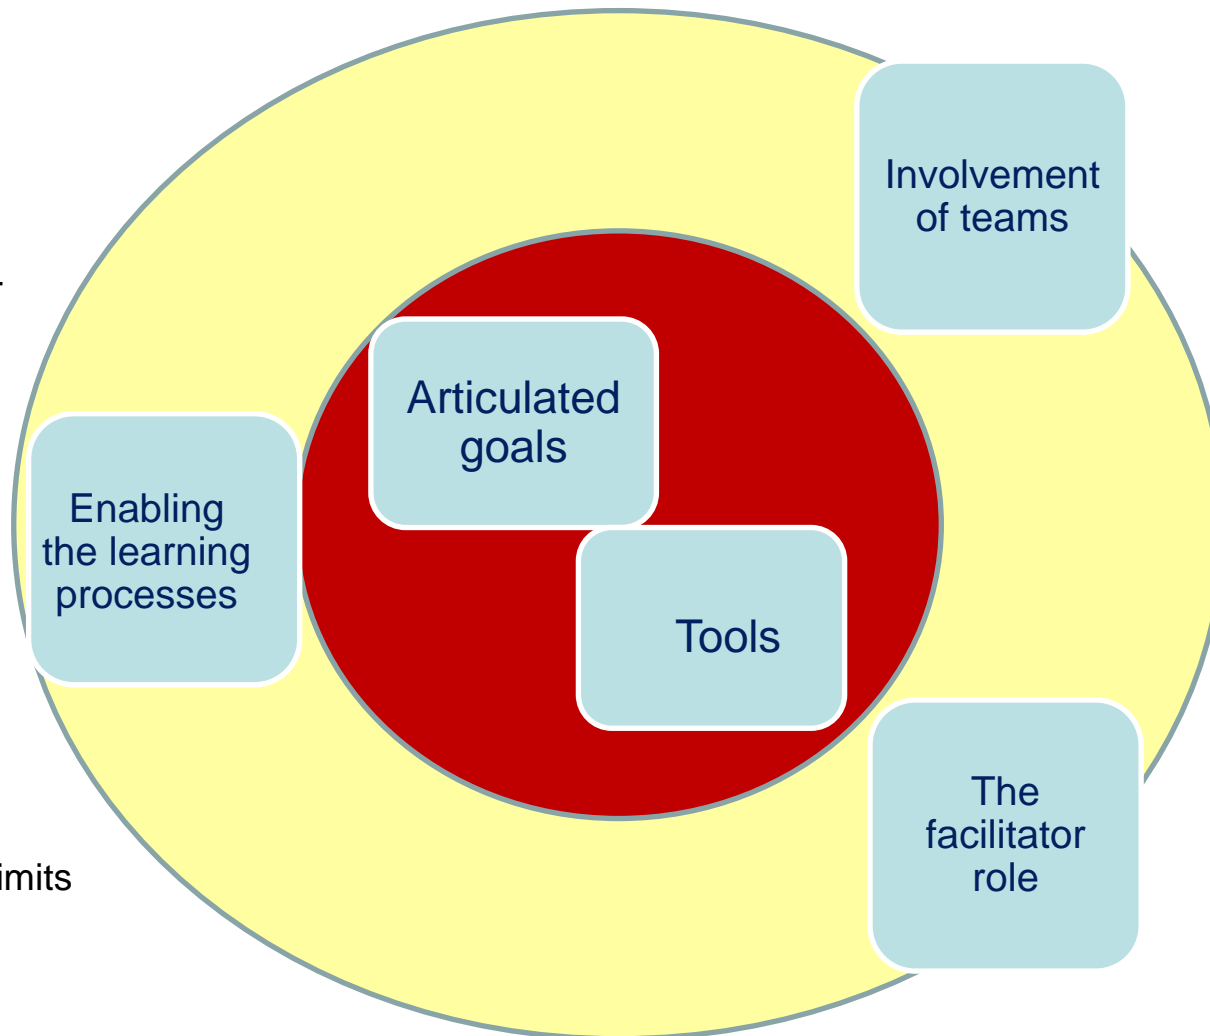 Involvement
of teams
Articulated
goals
Enabling
the learning
processes
Tools
The
facilitator
role
imits